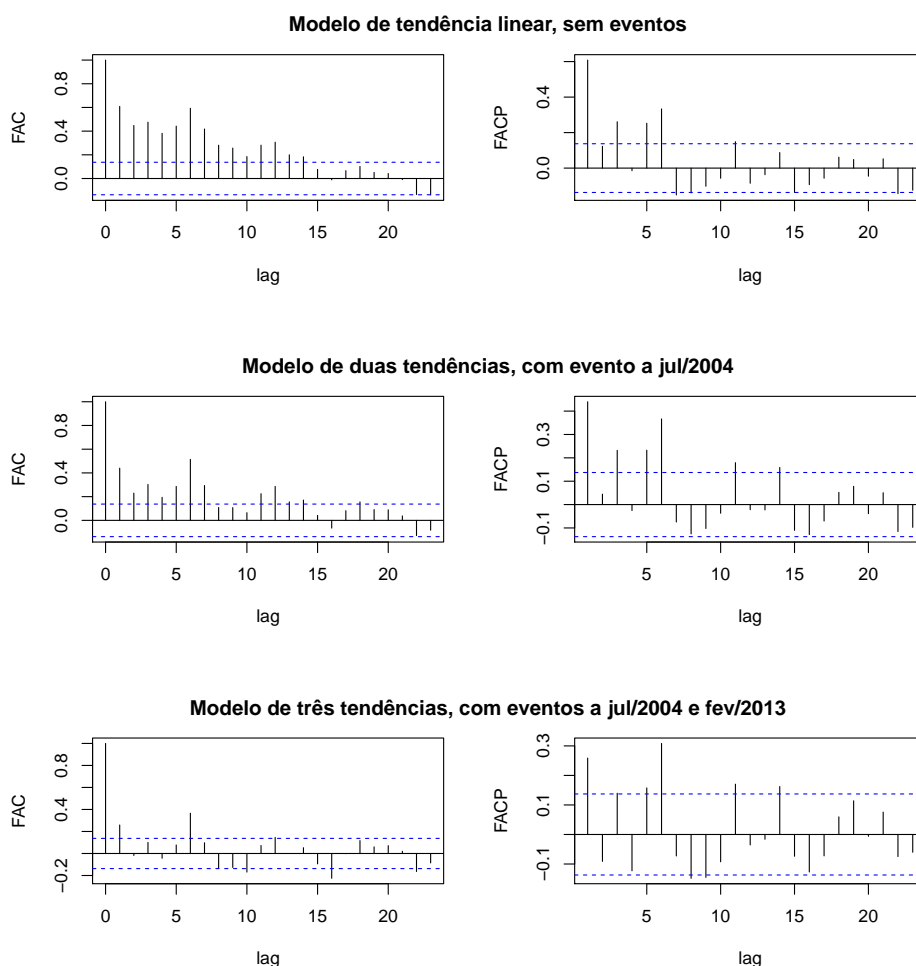 Modelo de tendência linear, sem eventos
FAC
0.0 0.4 0.8
0 5 10 15 20
lag
FACP
0.0 0.4
5 10 15 20
lag
Modelo de duas tendências, com evento a jul/2004
FAC
0.0 0.4 0.8
0 5 10 15 20
lag
FACP
−0.1 0.1 0.3
5 10 15 20
lag
Modelo de três tendências, com eventos a jul/2004 e fev/2013
FAC
−0.2 0.4 0.8
0 5 10 15 20
lag
FACP
−0.1 0.1 0.3
5 10 15 20
lag